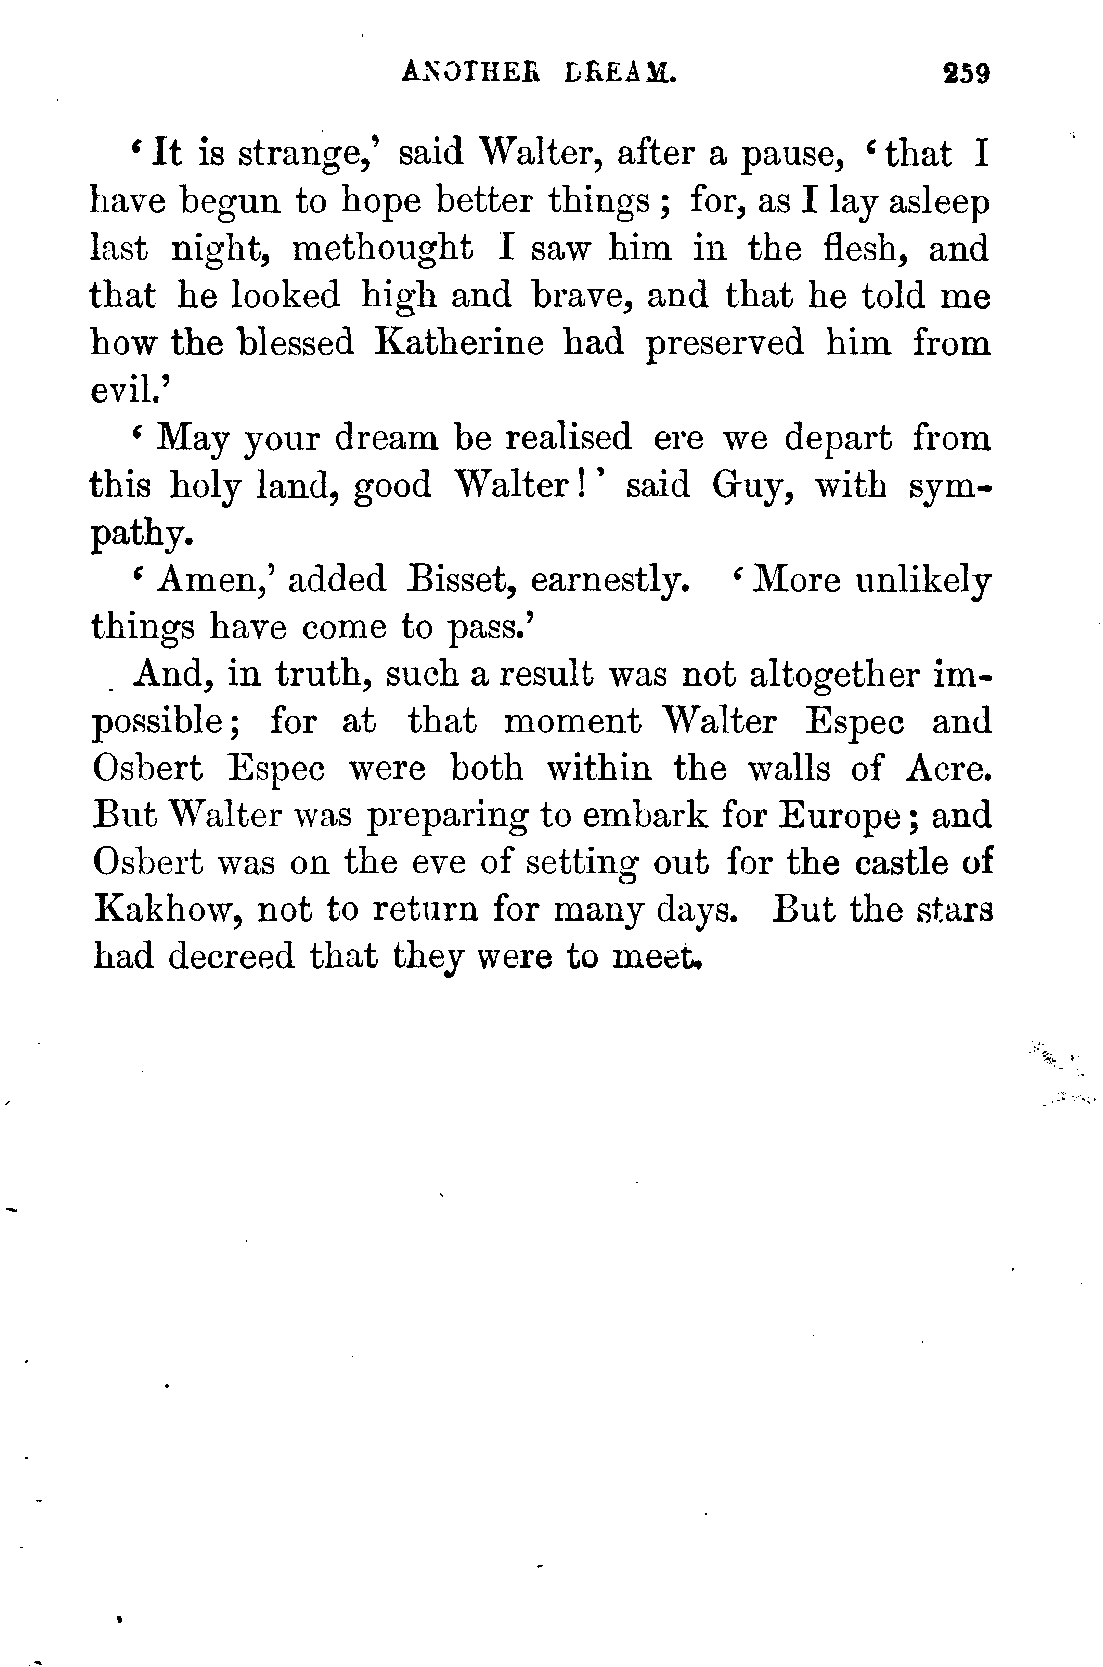 ANOTHER DREAM. 259
‘ It is strange,’ said Walter, after a pause, ‘ that I
have begun to hope better things ; for, as I lay asleep
last night, methought I saw him in the flesh, and
that he looked high and brave, and that he told me
how the blessed Katherine had preserved him from
evil.’
‘ May your dream be realised ere we depart from
this holy land, good Walter ! ’ said Guy, with sym-
pathy.
‘ Amen,’ added Bisset, earnestly. ‘ More unlikely
things have come to pass.’
And, in truth, such a result was not altogether im-
possible ; for at that moment Walter Espec and
Osbert Espec were both within the walls of Acre.
But Walter was preparing to embark for Europe ; and
Osbert was on the eve of setting out for the castle of
Kakhow, not to return for many days. But the stars
had decreed that they were to meet.